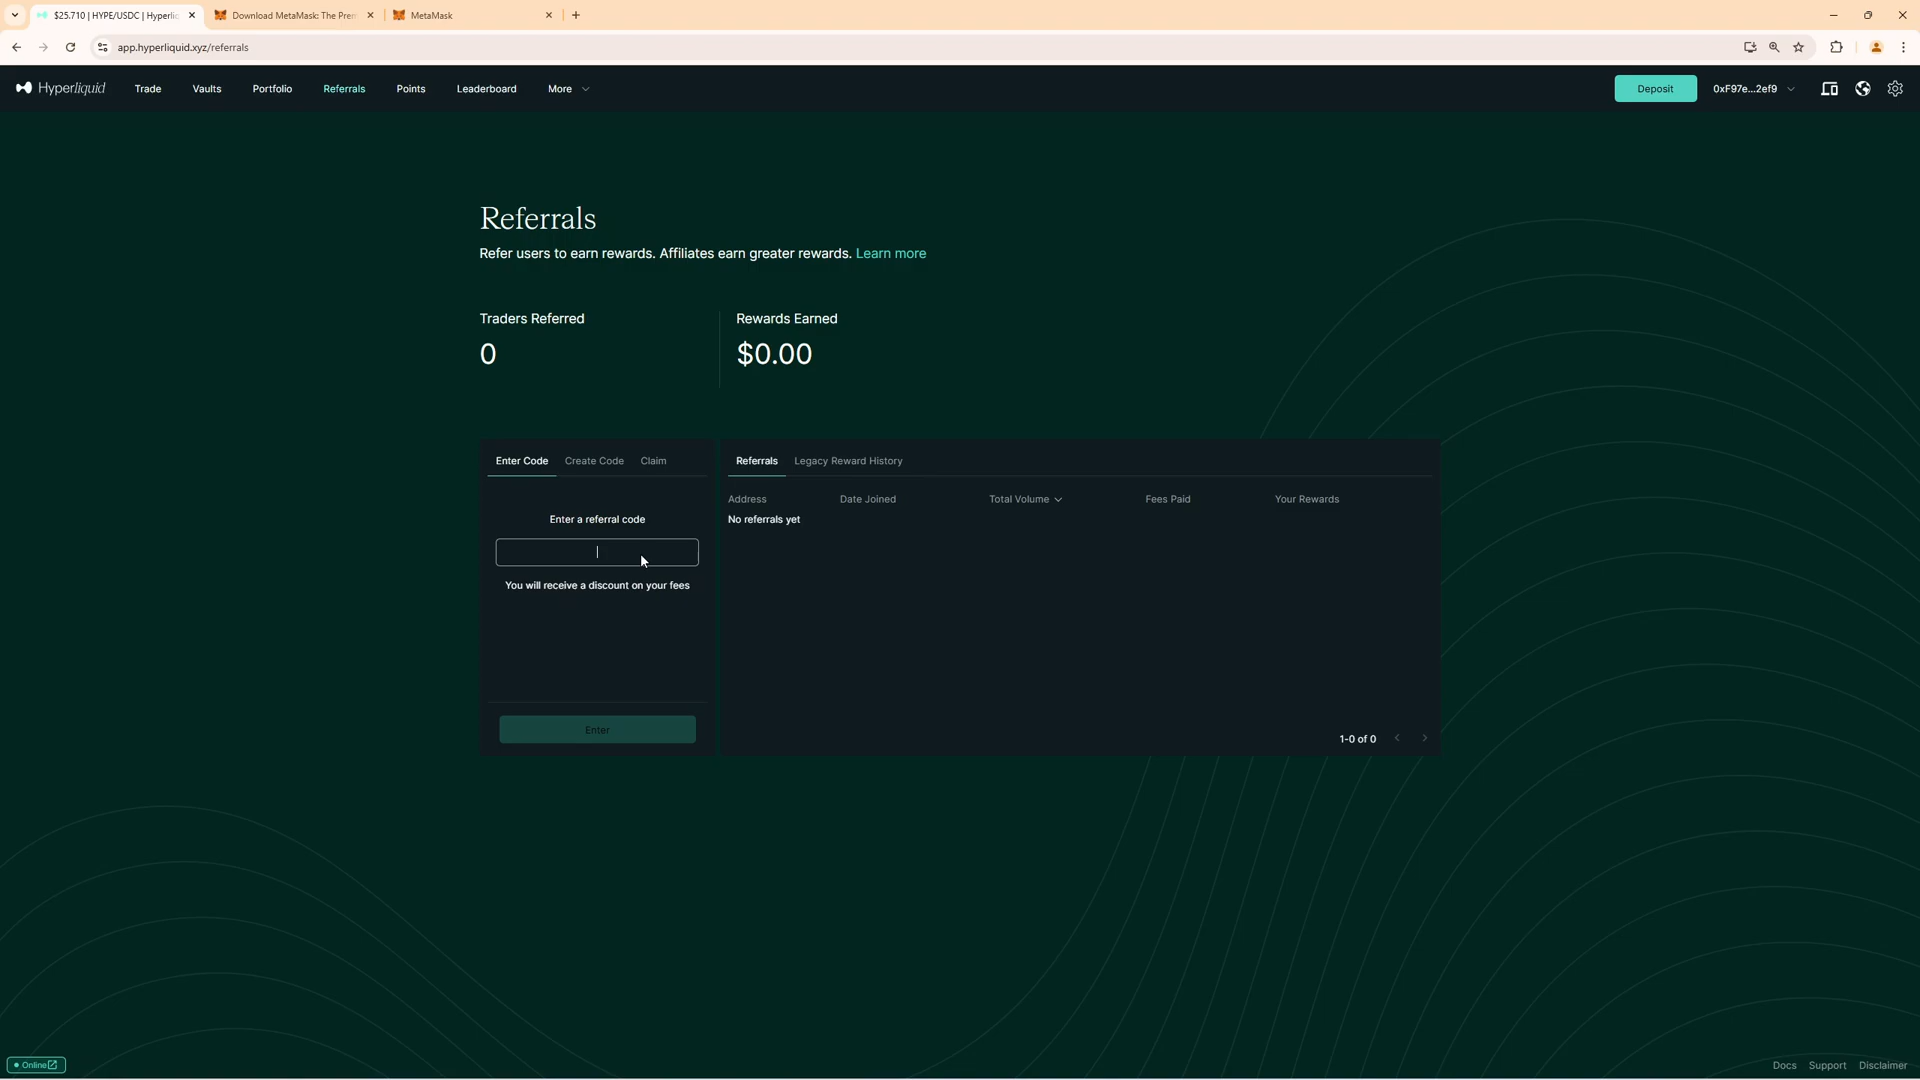 $25.710 | HYPE/USDC | Hyperliq
Download MetaMask: The Prem
MetaMask
app.hyperliquid.xyz/referrals
Hyperliquid
Trade
Vaults
Portfolio
Referrals
Points
Leaderboard
More
Deposit
0xF97e...2ef9
Referrals
Refer users to earn rewards. Affiliates earn greater rewards. Learn more
Traders Referred
Rewards Earned
0
$0.00
Enter Code
Create Code
Claim
Referrals
Legacy Reward History
Address
Date Joined
Total Volume
Fees Paid
Your Rewards
No referrals yet
Enter a referral code
You will receive a discount on your fees
Enter
1-0 of 0
Online
Docs
Support
Disclaimer